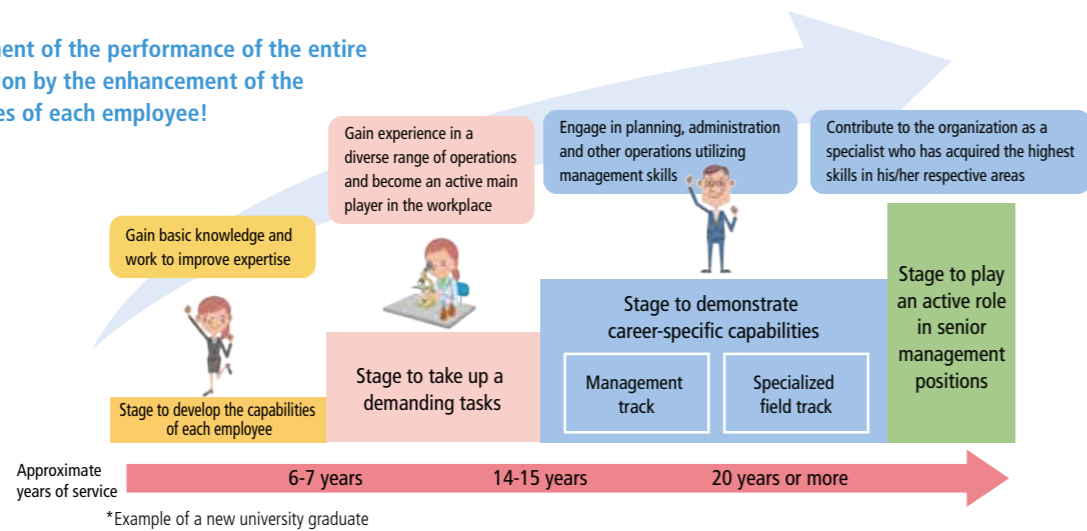 ent of the performance of the entire
ion by the enhancement of the
es of each employee!
Gain basic knowledge and
work to improve expertise
Gain experience in a
diverse range of operations
and become an active main
player in the workplace
Engage in planning, administration
and other operations utilizing
management skills
Contribute to the organization as a
specialist who has acquired the highest
skills in his/her respective areas
Stage to develop the capabilities
of each employee
Stage to take up a
demanding tasks
Stage to demonstrate
career-specific capabilities
Management
track
Specialized
field track
Stage to play
an active role
in senior
management
positions
Approximate
years of service
6-7 years
14-15 years
20 years or more
*Example of a new university graduate